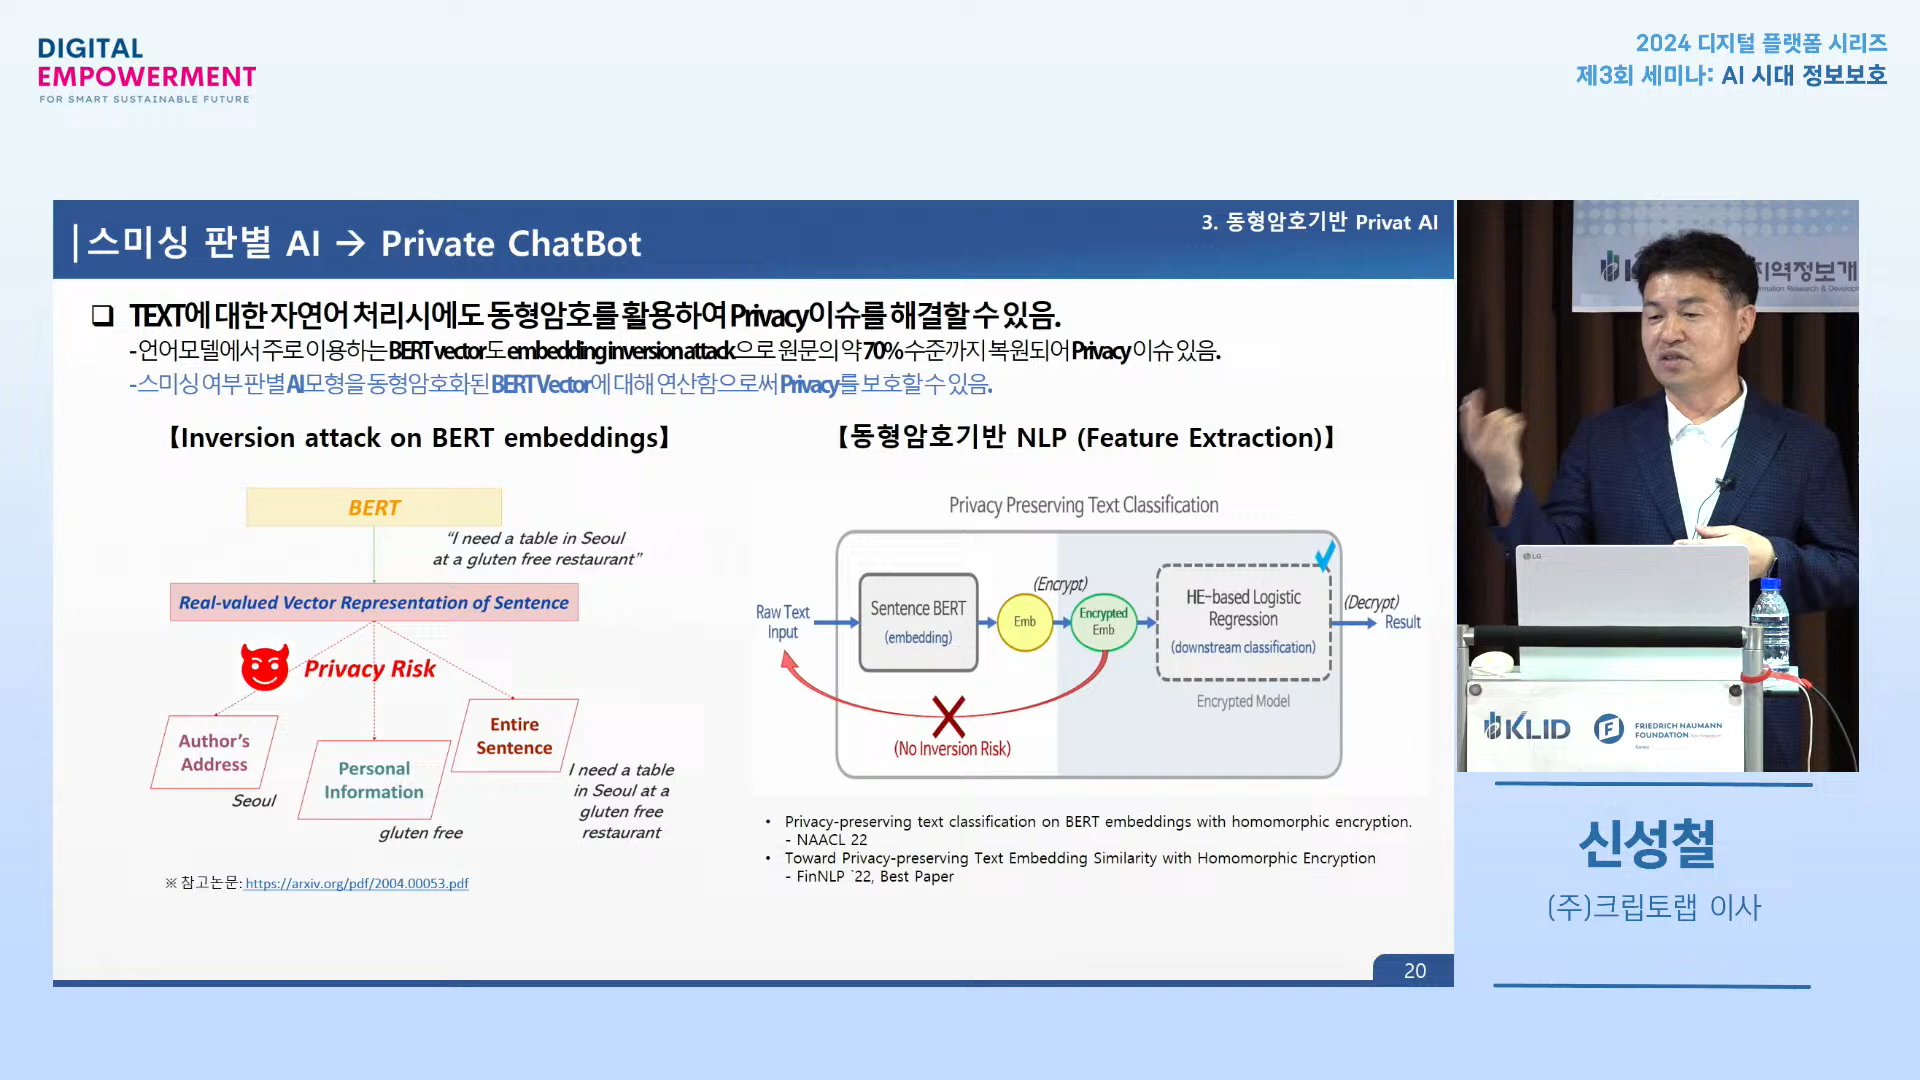 DIGITAL
EMPOWERMENT
FOR SMART SUSTAINABLE FUTURE
2024 디지털 플랫폼 시리즈
제3회 세미나: AI 시대 정보보호
3. 동형암호기반 Privat AI
스미싱 판별 AI → Private ChatBot
❑ TEXT에 대한 자연어 처리시에도 동형암호를 활용하여 Privacy이슈를 해결할 수 있음.
- 언어모델에서 주로 이용하는 BERT vector도 embedding inversion attack으로 원문의 약 70% 수준까지 복원되어 Privacy 이슈 있음.
- 스미싱 여부 판별 AI모형을 동형암호화된 BERT Vector에 대해 연산함으로써 Privacy를 보호할 수 있음.
【Inversion attack on BERT embeddings】
BERT
“I need a table in Seoul
at a gluten free restaurant”
Real-valued Vector Representation of Sentence
Privacy Risk
Author’s
Address
Seoul
Personal
Information
gluten free
Entire
Sentence
I need a table
in Seoul at a
gluten free
restaurant
※ 참고논문: https://arxiv.org/pdf/2004.00053.pdf
【동형암호기반 NLP (Feature Extraction)】
Privacy Preserving Text Classification
Raw Text
Input
Sentence BERT
(embedding)
Emb
(Encrypt)
Encrypted
Emb
HE-based Logistic
Regression
(downstream classification)
Encrypted Model
(Decrypt)
Result
(No Inversion Risk)
• Privacy-preserving text classification on BERT embeddings with homomorphic encryption.
- NAACL 22
• Toward Privacy-preserving Text Embedding Similarity with Homomorphic Encryption
- FinNLP `22, Best Paper
20
지역정보개
LG
KLID
FRIEDRICH NAUMANN
FOUNDATION
신성철
(주)크립토랩 이사